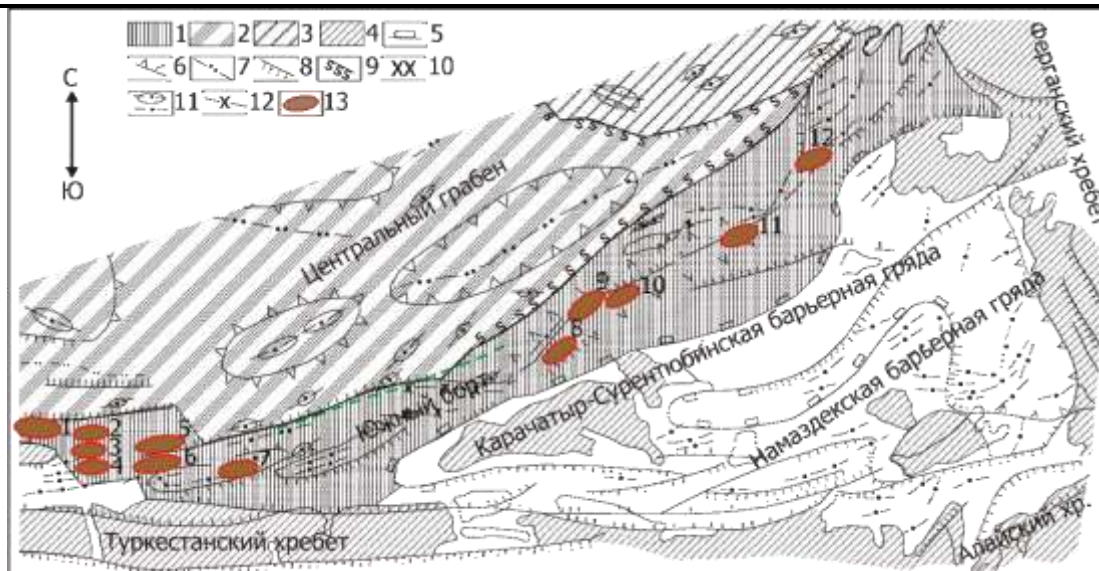 1 2 3 4 5
6 7 8 9 10
11 12 13
sss
XX
x
С
Ю
Ферганский хребет
Центральный грабен
12
11
9
10
8
Карачатыр-Сурентюбинская барьерная гряда
Намаздекская барьерная гряда
Южный борт
1
2
3
4
5
6
7
Туркестанский хребет
Алайский хр.